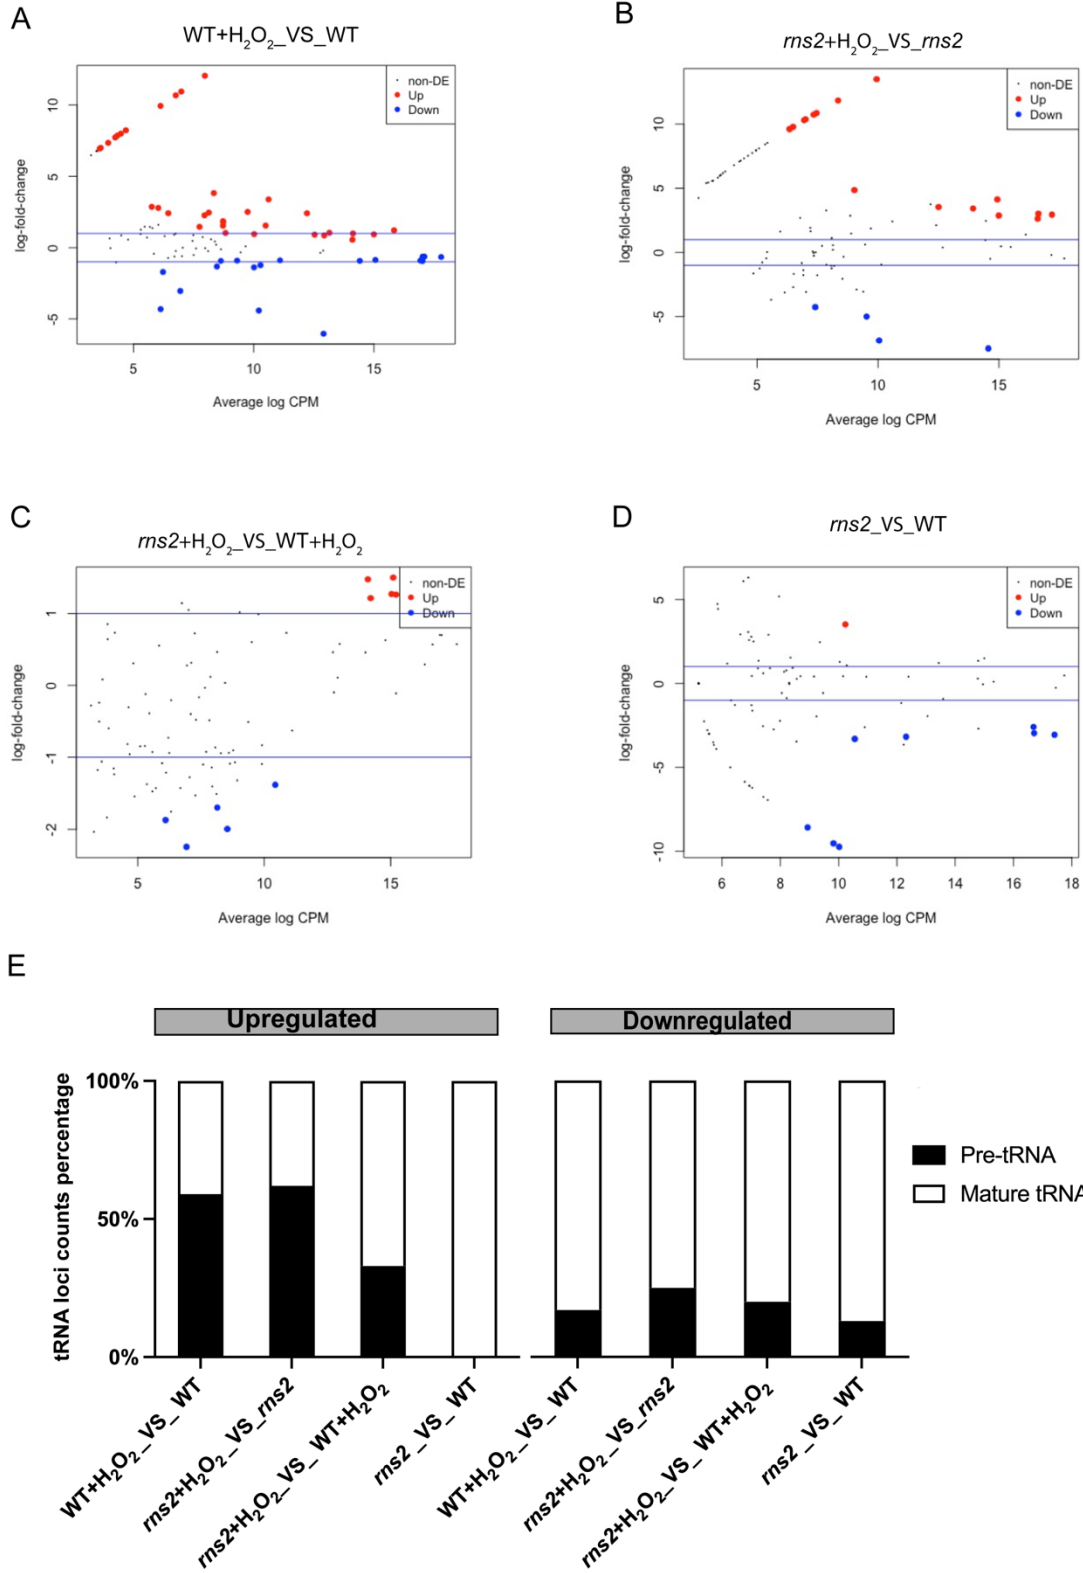 A
WT+H₂O₂_VS_WT
non-DE
Up
Down
10
5
0
-5
log-fold-change
5
10
15
Average log CPM
B
rns2+H₂O₂_VS_rns2
non-DE
Up
Down
10
5
0
-5
log-fold-change
5
10
15
Average log CPM
C
rns2+H₂O₂_VS_WT+H₂O₂
non-DE
Up
Down
1
0
-1
-2
log-fold-change
5
10
15
Average log CPM
D
rns2_VS_WT
non-DE
Up
Down
5
0
-5
-10
log-fold-change
6
8
10
12
14
16
18
Average log CPM
E
Upregulated
Downregulated
tRNA loci counts percentage
100%
50%
0%
Pre-tRNA
Mature tRNA
WT+H₂O₂_VS_WT
rns2+H₂O₂_VS_rns2
rns2+H₂O₂_VS_WT+H₂O₂
rns2_VS_WT
WT+H₂O₂_VS_WT
rns2+H₂O₂_VS_rns2
rns2+H₂O₂_VS_WT+H₂O₂
rns2_VS_WT